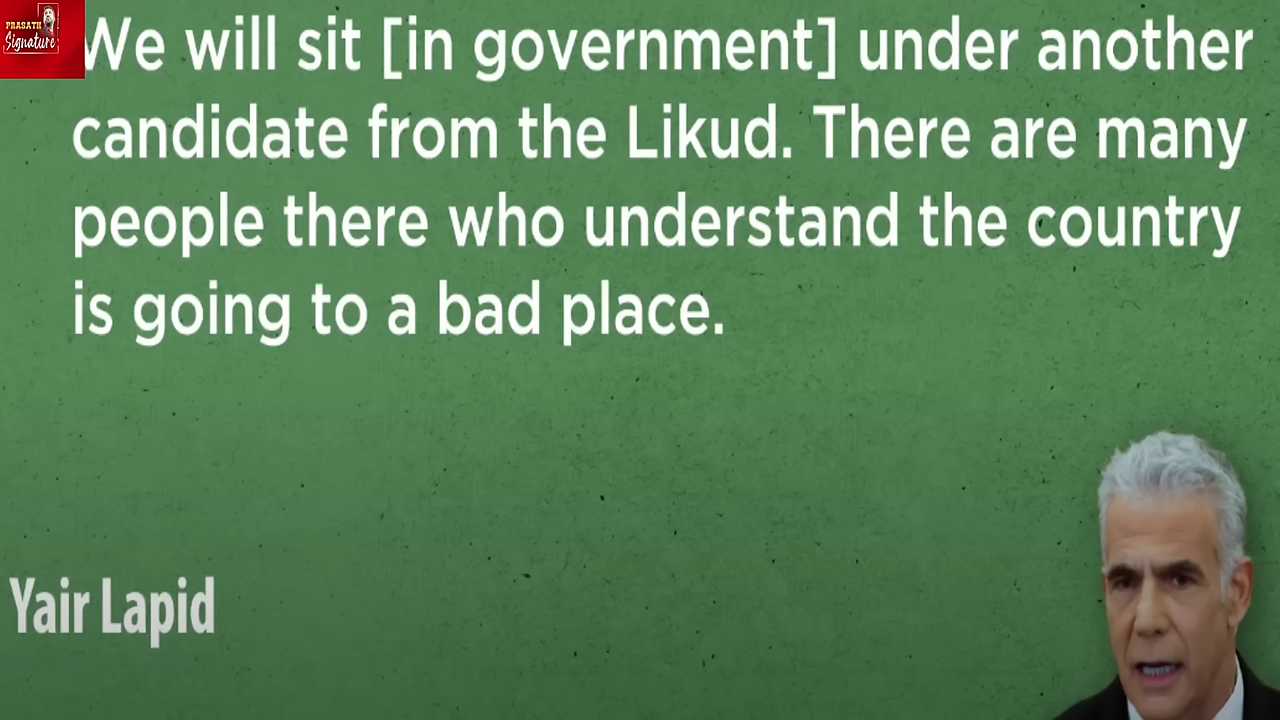 PRASATH
Signature
We will sit [in government] under another
candidate from the Likud. There are many
people there who understand the country
is going to a bad place.
Yair Lapid